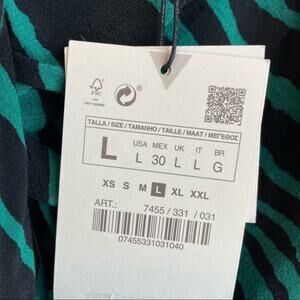 FSC
TALLA / SIZE / TAMANHO / TAILLE / MAAT / ΜΕΓΕΘΟΣ
L
USA MEX UK IT BR
L 30 L L G
XS S M L XL XXL
ART.: 7455 / 331 / 031
07455331031040